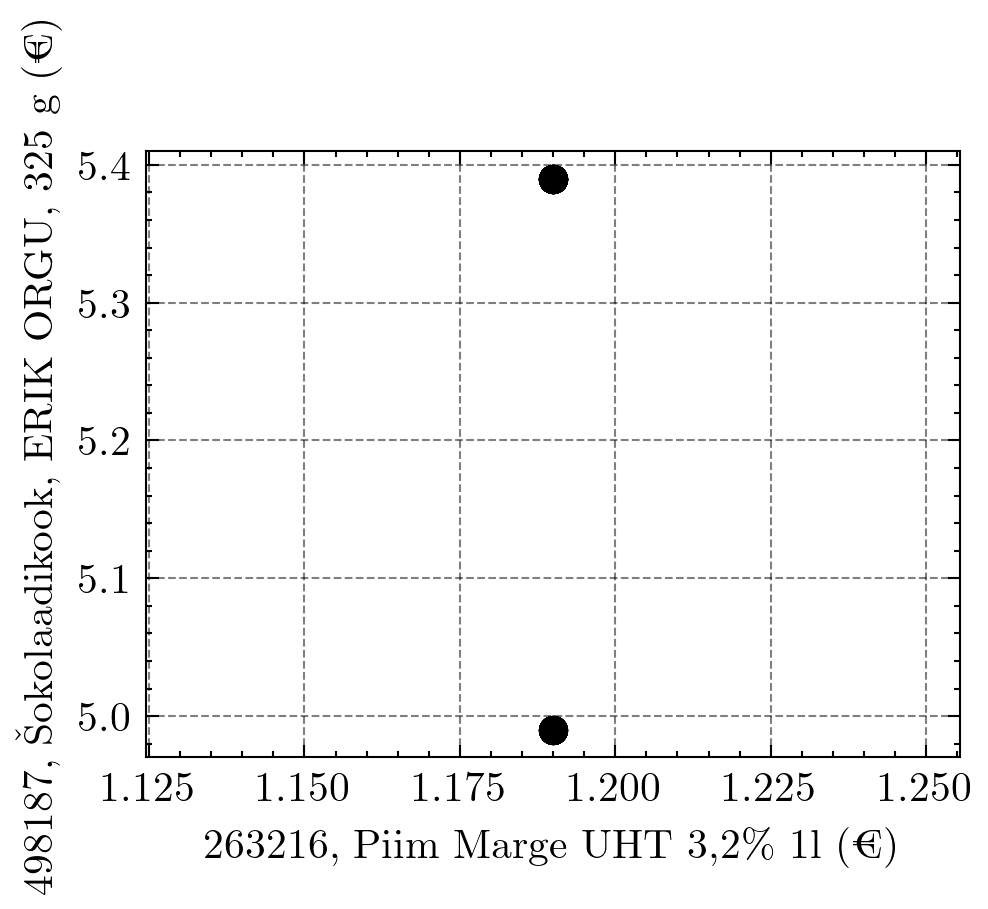 498187, Šokolaadikook, ERIK ORGU, 325 g (€)
5.4
5.3
5.2
5.1
5.0
1.125 1.150 1.175 1.200 1.225 1.250
263216, Piim Marge UHT 3,2% 1l (€)